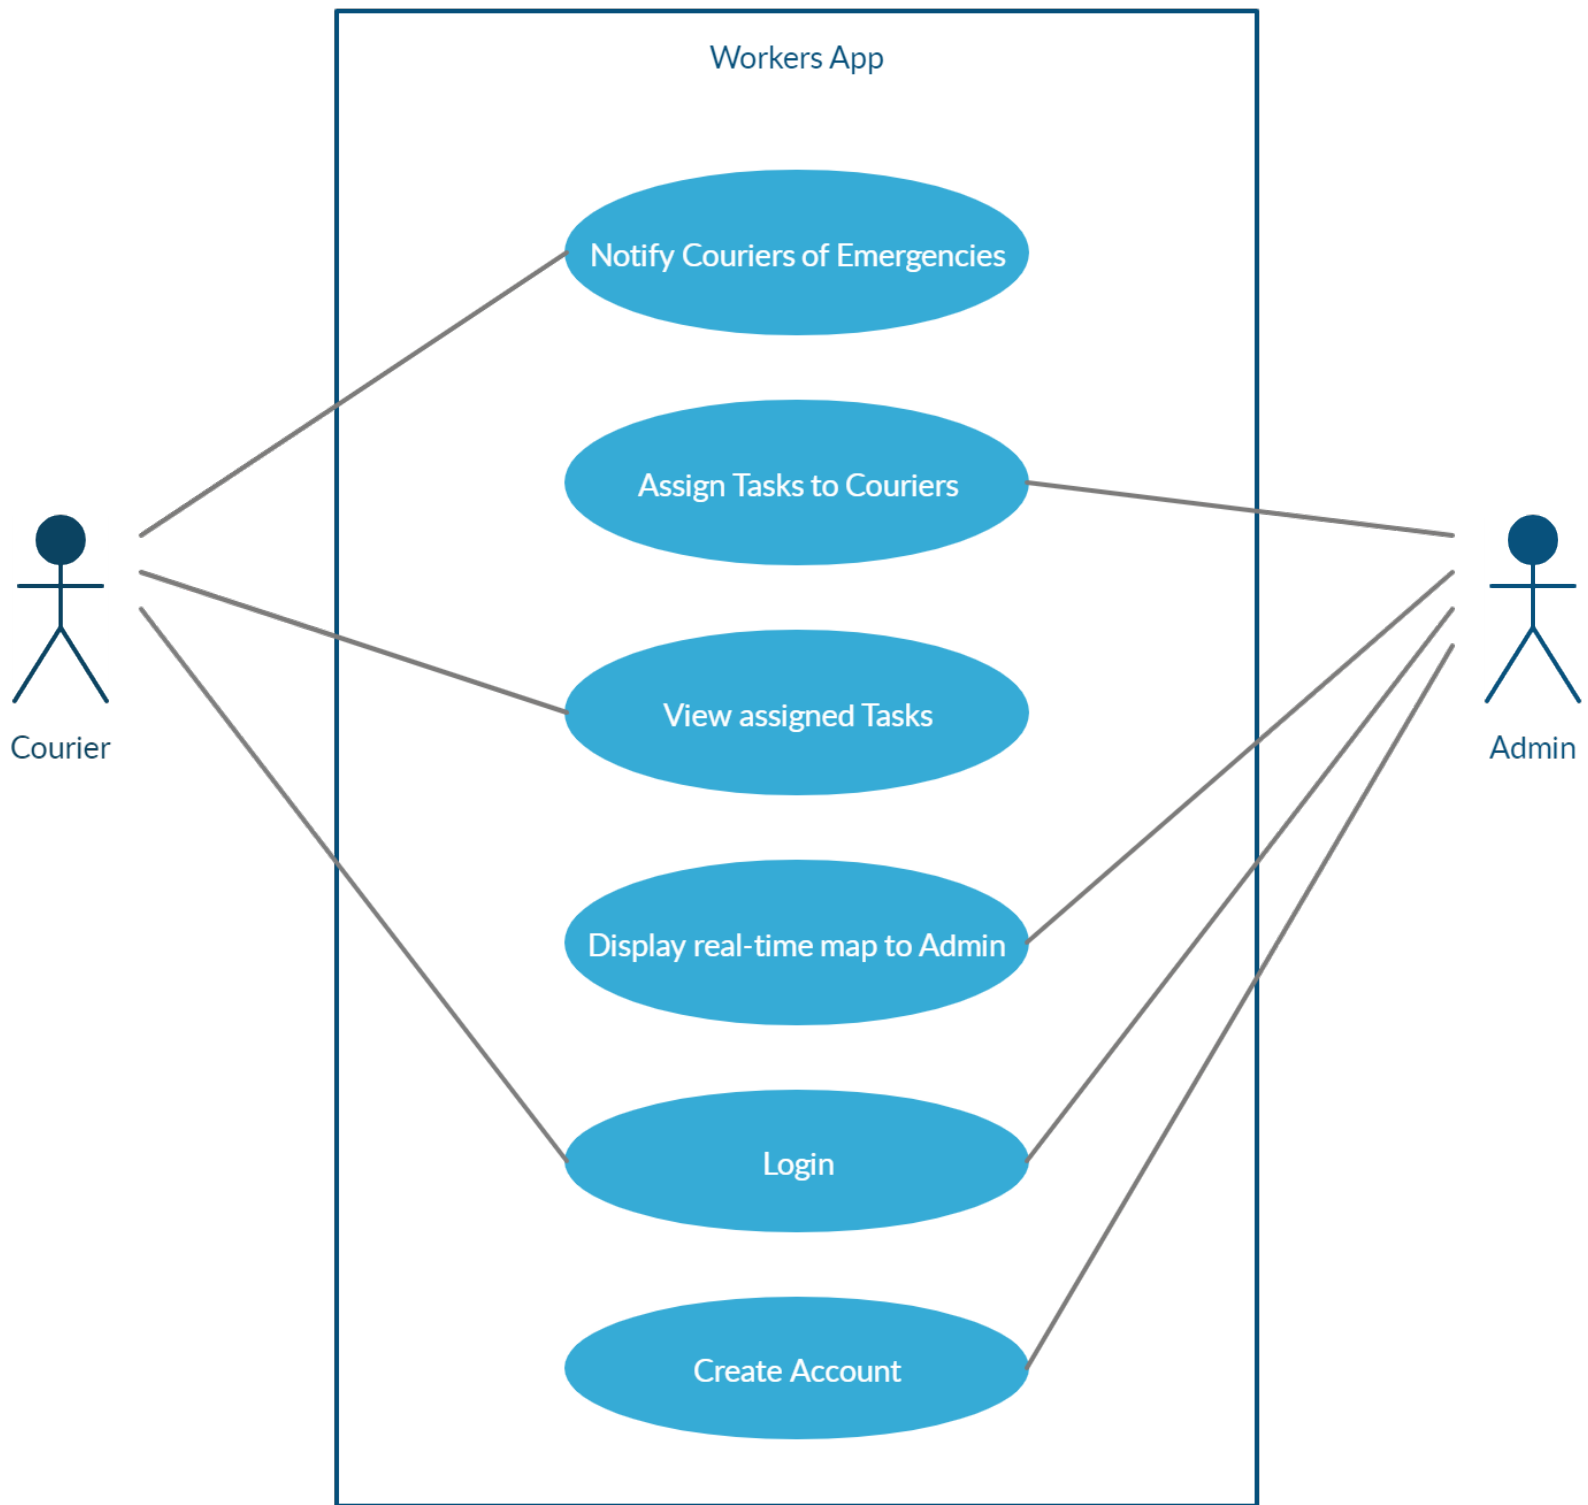 Workers App
Notify Couriers of Emergencies
Assign Tasks to Couriers
View assigned Tasks
Courier
Admin
Display real-time map to Admin
Login
Create Account